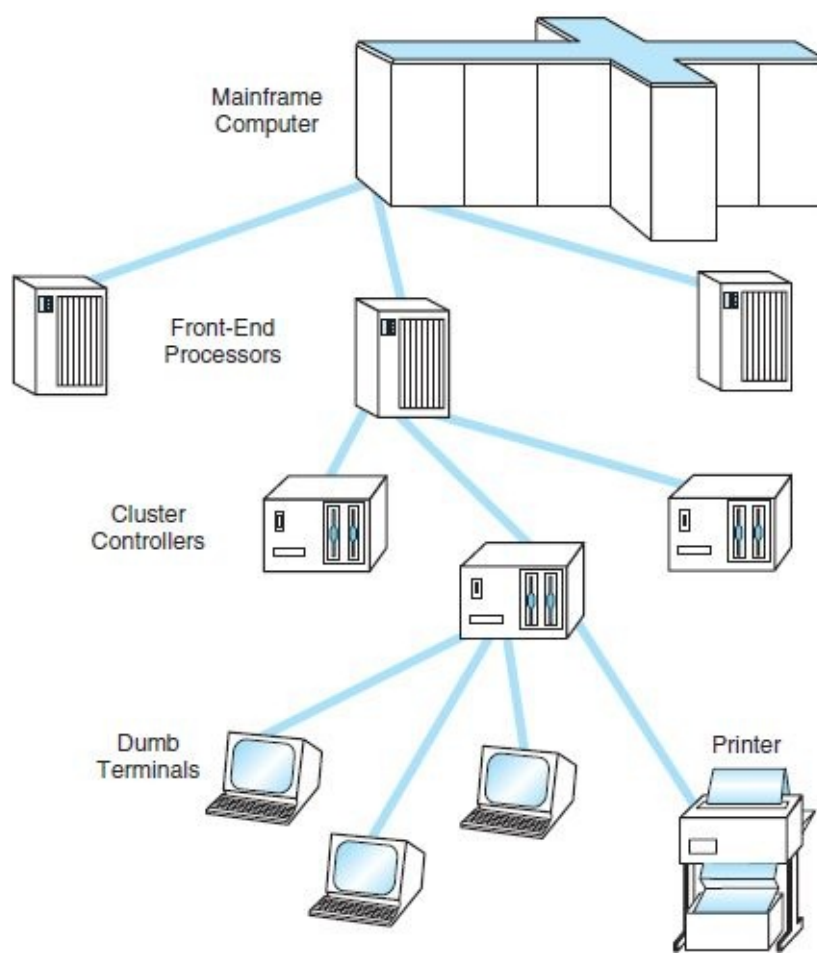 Mainframe
Computer
Front-End
Processors
Cluster
Controllers
Dumb
Terminals
Printer